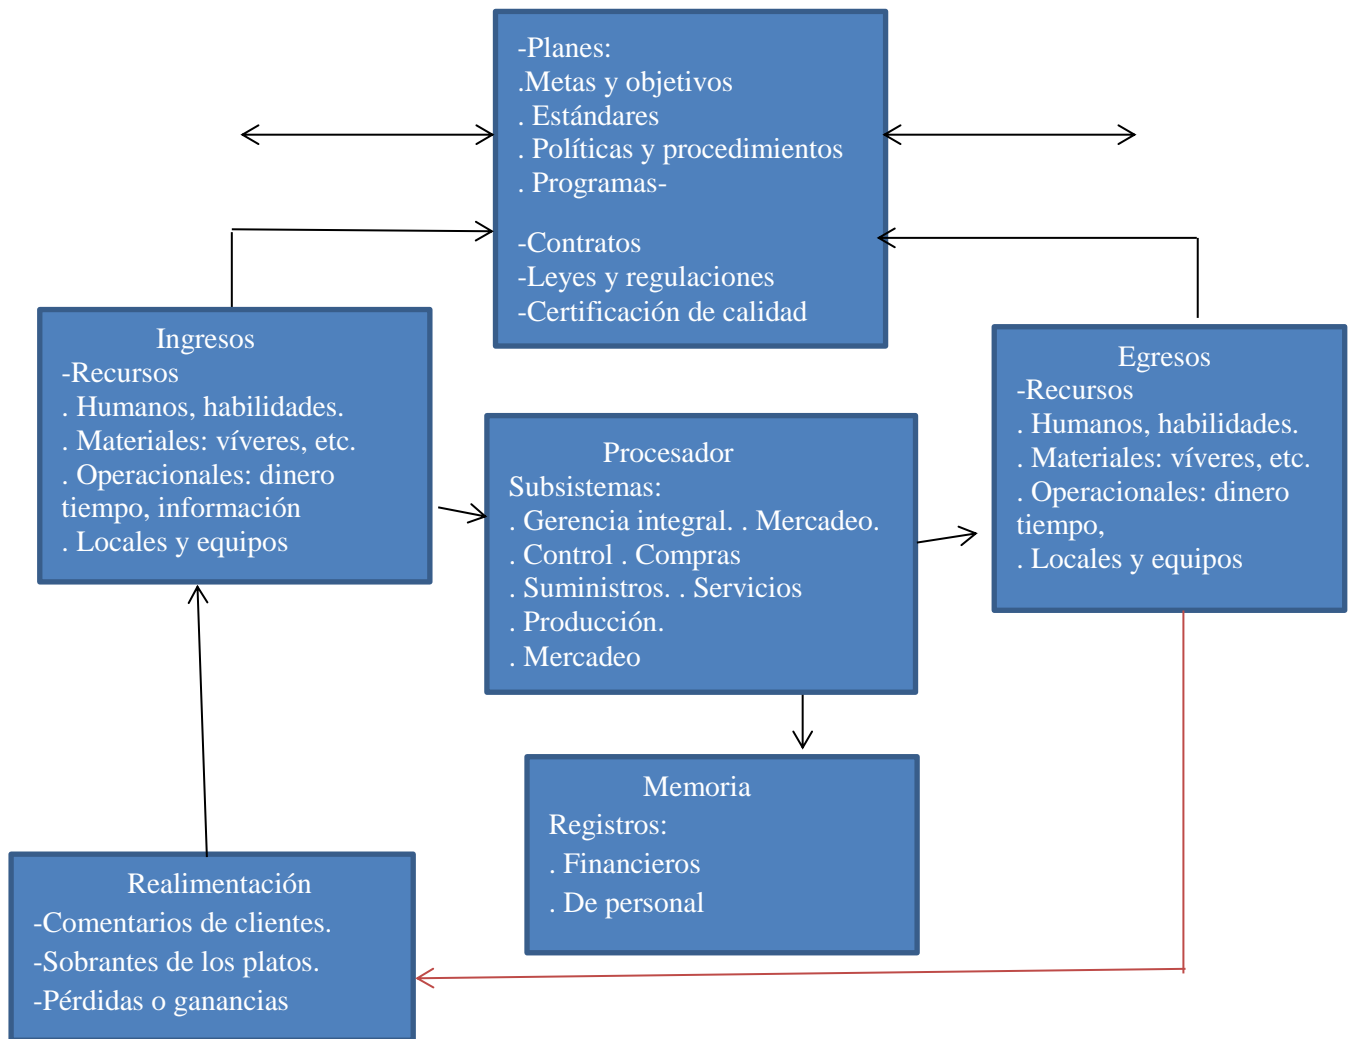 -Planes:
.Metas y objetivos
. Estándares
. Políticas y procedimientos
. Programas-
-Contratos
-Leyes y regulaciones
-Certificación de calidad
Ingresos
-Recursos
. Humanos, habilidades.
. Materiales: víveres, etc.
. Operacionales: dinero
tiempo, información
. Locales y equipos
Procesador
Subsistemas:
. Gerencia integral. . Mercadeo.
. Control . Compras
. Suministros. . Servicios
. Producción.
. Mercadeo
Egresos
-Recursos
. Humanos, habilidades.
. Materiales: víveres, etc.
. Operacionales: dinero
tiempo,
. Locales y equipos
Memoria
Registros:
. Financieros
. De personal
Realimentación
-Comentarios de clientes.
-Sobrantes de los platos.
-Pérdidas o ganancias